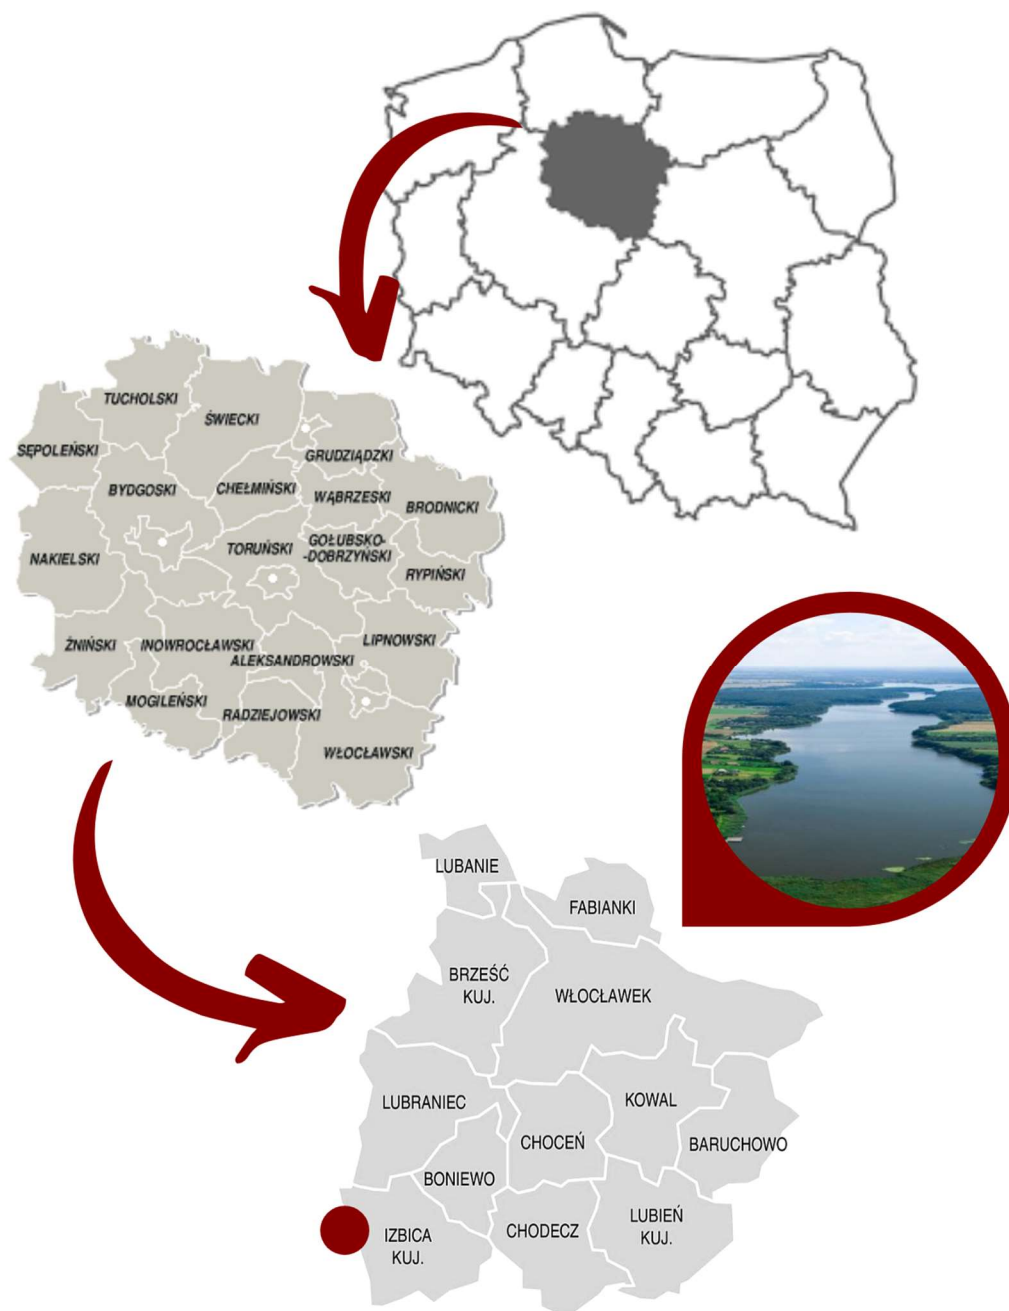 TUCHOLSKI
ŚWIECKI
SĘPOLEŃSKI
GRUDZIĄDZKI
BYDGOSKI
CHEŁMIŃSKI
WĄBRZESKI
BRODNICKI
NAKIELSKI
TORUŃSKI
GOŁUBSKO-
-DOBRZYŃSKI
RYPIŃSKI
ŻNIŃSKI
INOWROCŁAWSKI
LIPNOWSKI
ALEKSANDROWSKI
MOGILEŃSKI
RADZIEJOWSKI
WŁOCŁAWSKI
LUBANIE
FABIANKI
BRZEŚĆ
KUJ.
WŁOCŁAWEK
LUBRANIEC
KOWAL
CHOCEŃ
BARUCHOWO
BONIEWO
IZBICA
KUJ.
CHODECZ
LUBIEŃ
KUJ.